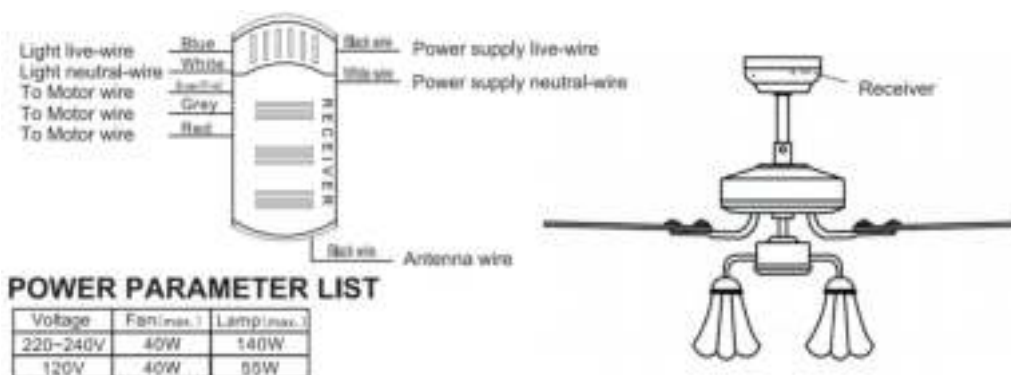 Light live-wire Blue
Light neutral-wire White
To Motor wire
To Motor wire Grey
To Motor wire Red
RECEIVER
Black wire Power supply live-wire
White wire Power supply neutral-wire
Black wire Antenna wire
Receiver
POWER PARAMETER LIST
Voltage Fan(max.) Lamp(max.)
220~240V 40W 140W
120V 40W 55W